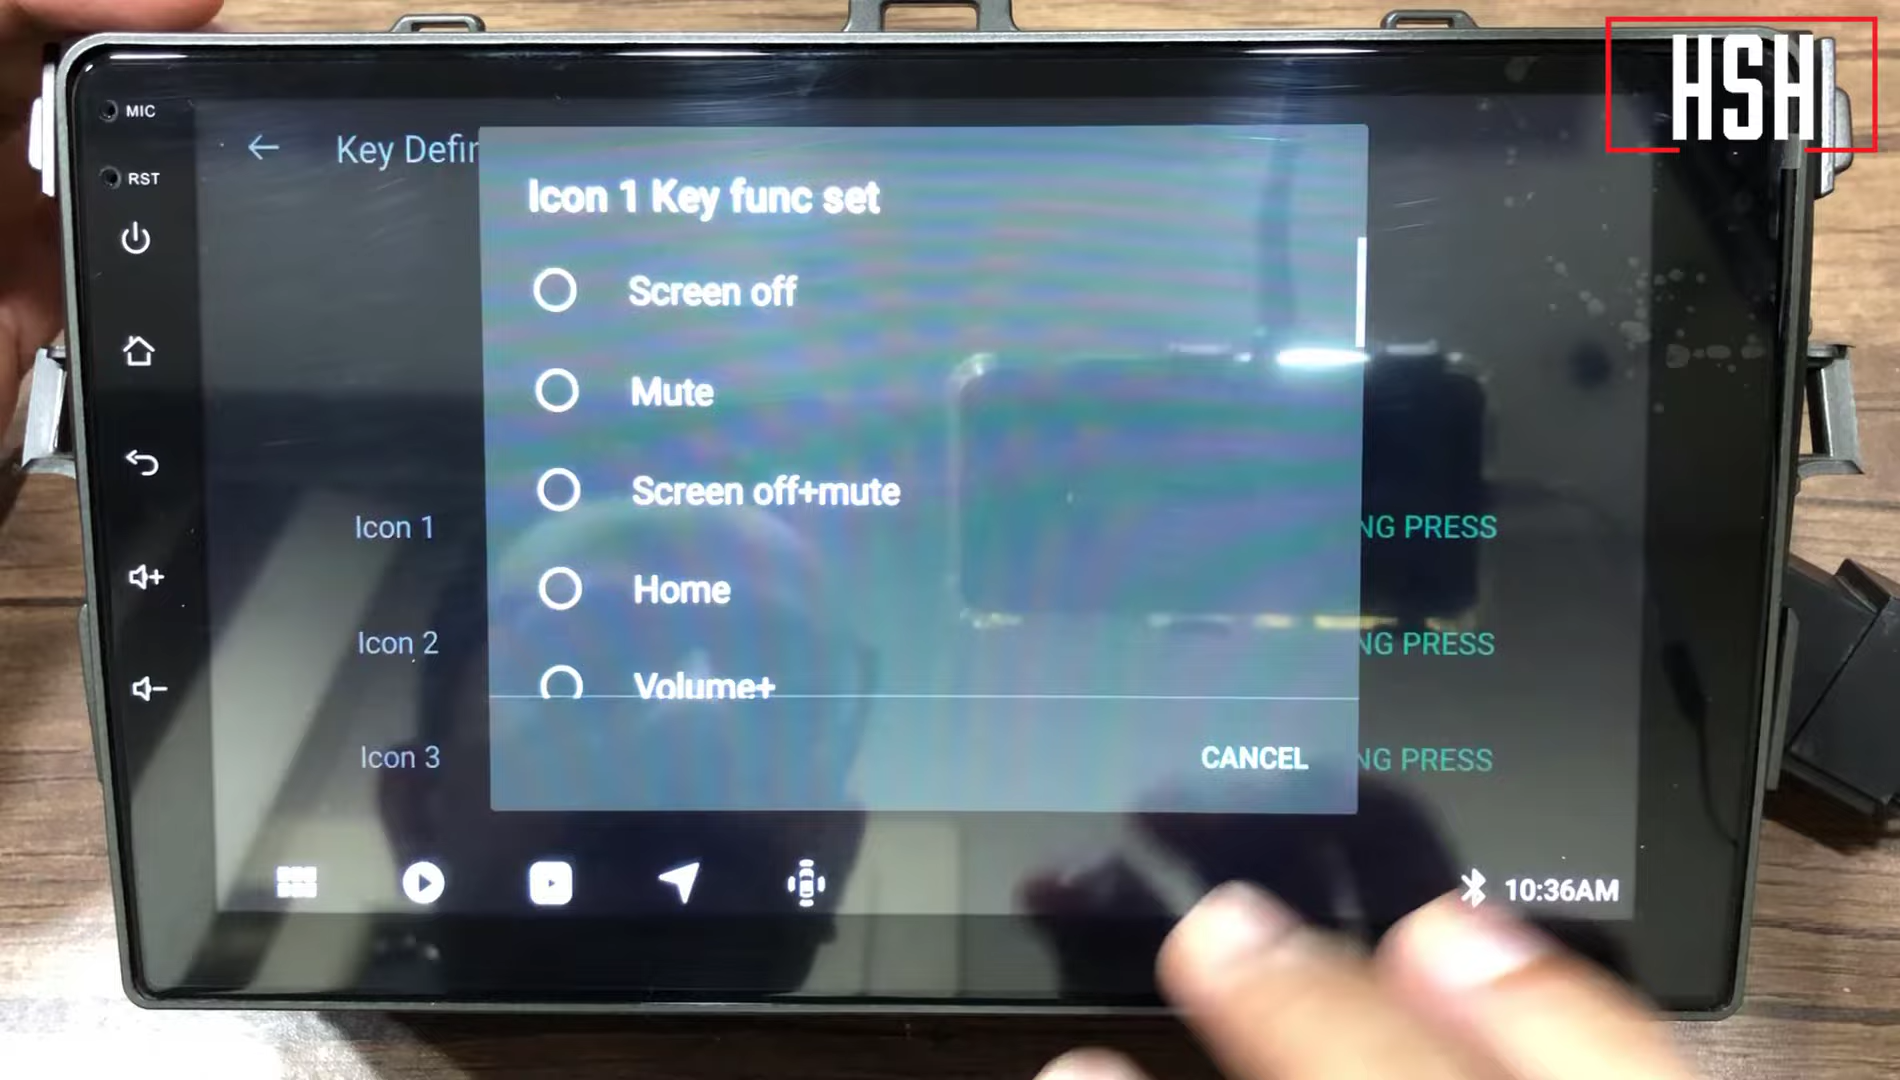 HSH
MIC
RST
Key Defin
Icon 1 Key func set
Screen off
Mute
Screen off+mute
Home
Volume+
CANCEL
Icon 1
NG PRESS
Icon 2
NG PRESS
Icon 3
NG PRESS
10:36AM